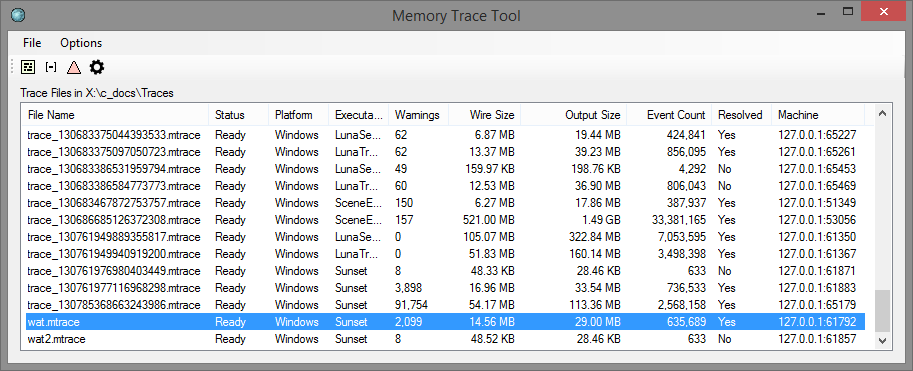 Memory Trace Tool
File Options
Trace Files in X:\c_docs\Traces
File Name Status Platform Executa... Warnings Wire Size Output Size Event Count Resolved Machine
trace_130683375044393533.mtrace Ready Windows LunaSe... 62 6.87 MB 19.44 MB 424,841 Yes 127.0.0.1:65227
trace_130683375097050723.mtrace Ready Windows LunaTr... 62 13.37 MB 39.23 MB 856,095 Yes 127.0.0.1:65261
trace_130683386531959794.mtrace Ready Windows LunaSe... 49 159.97 KB 198.76 KB 4,292 No 127.0.0.1:65453
trace_130683386584773773.mtrace Ready Windows LunaTr... 60 12.53 MB 36.90 MB 806,043 No 127.0.0.1:65469
trace_130683467872753757.mtrace Ready Windows SceneE... 150 6.27 MB 17.86 MB 387,937 Yes 127.0.0.1:51349
trace_130686685126372308.mtrace Ready Windows SceneE... 157 521.00 MB 1.49 GB 33,381,165 Yes 127.0.0.1:53056
trace_130761949889355817.mtrace Ready Windows LunaSe... 0 105.07 MB 322.84 MB 7,053,595 Yes 127.0.0.1:61350
trace_130761949940919200.mtrace Ready Windows LunaTr... 0 51.83 MB 160.14 MB 3,498,398 Yes 127.0.0.1:61367
trace_130761976980403449.mtrace Ready Windows Sunset 8 48.33 KB 28.46 KB 633 No 127.0.0.1:61871
trace_130761977116968298.mtrace Ready Windows Sunset 3,898 16.96 MB 33.54 MB 736,533 Yes 127.0.0.1:61883
trace_130785368663243986.mtrace Ready Windows Sunset 91,754 54.17 MB 113.36 MB 2,568,158 Yes 127.0.0.1:65179
wat.mtrace Ready Windows Sunset 2,099 14.56 MB 29.00 MB 635,689 Yes 127.0.0.1:61792
wat2.mtrace Ready Windows Sunset 8 48.52 KB 28.46 KB 633 No 127.0.0.1:61857